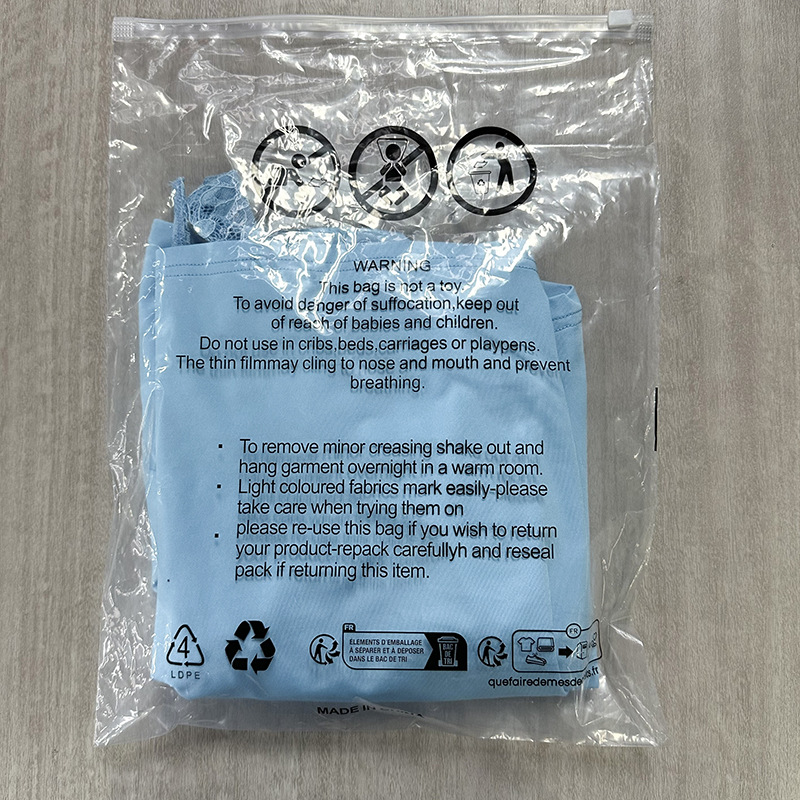 WARNING
This bag is not a toy.
To avoid danger of suffocation,keep out
of reach of babies and children.
Do not use in cribs,beds,carriages or playpens.
The thin filmmay cling to nose and mouth and prevent
breathing.
· To remove minor creasing shake out and
hang garment overnight in a warm room.
· Light coloured fabrics mark easily-please
take care when trying them on
· please re-use this bag if you wish to return
your product-repack carefullyh and reseal
pack if returning this item.
4
LDPE
FR
ÉLÉMENTS D'EMBALLAGE
À SÉPARER ET À DÉPOSER
DANS LE BAC DE TRI
BAC
DE
TRI
FR
MADE IN